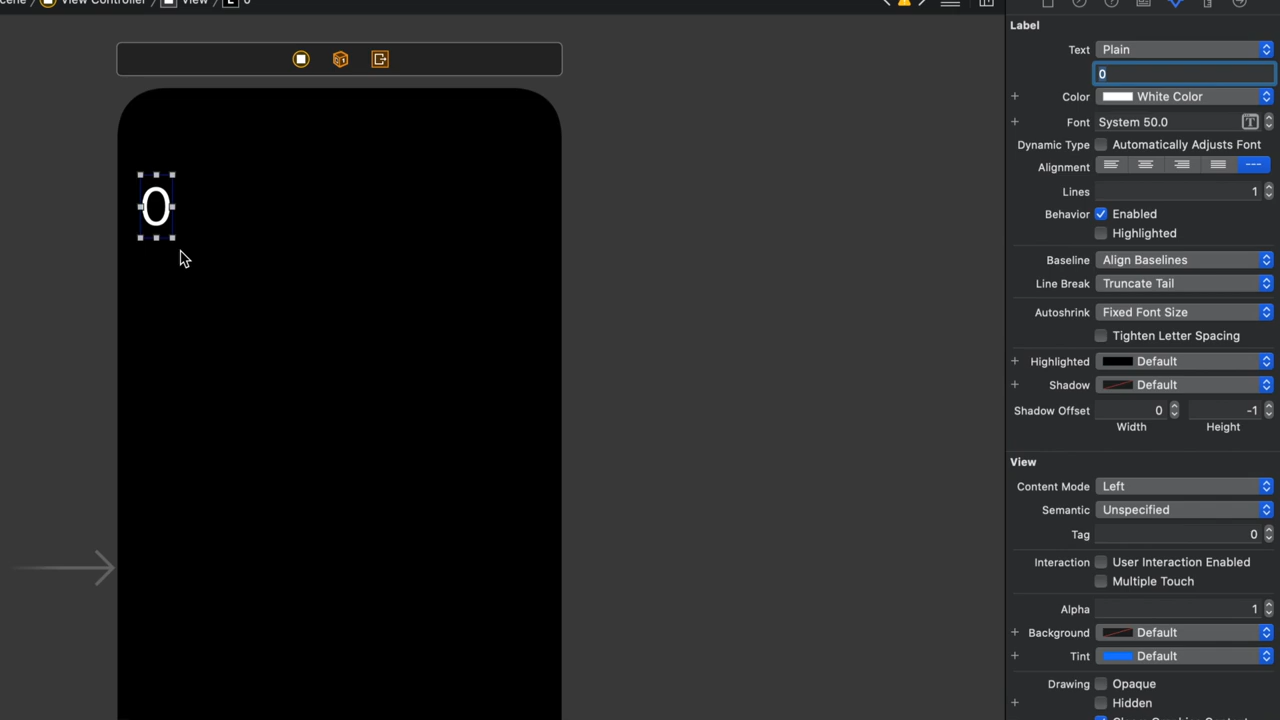 View Controller View L 0
Label
Text Plain
0
Color White Color
Font System 50.0 T
Dynamic Type Automatically Adjusts Font
Alignment
Lines 1
Behavior Enabled
Highlighted
Baseline Align Baselines
Line Break Truncate Tail
Autoshrink Fixed Font Size
Tighten Letter Spacing
Highlighted Default
Shadow Default
Shadow Offset 0 -1
Width Height
View
Content Mode Left
Semantic Unspecified
Tag 0
Interaction User Interaction Enabled
Multiple Touch
Alpha 1
Background Default
Tint Default
Drawing Opaque
Hidden
0